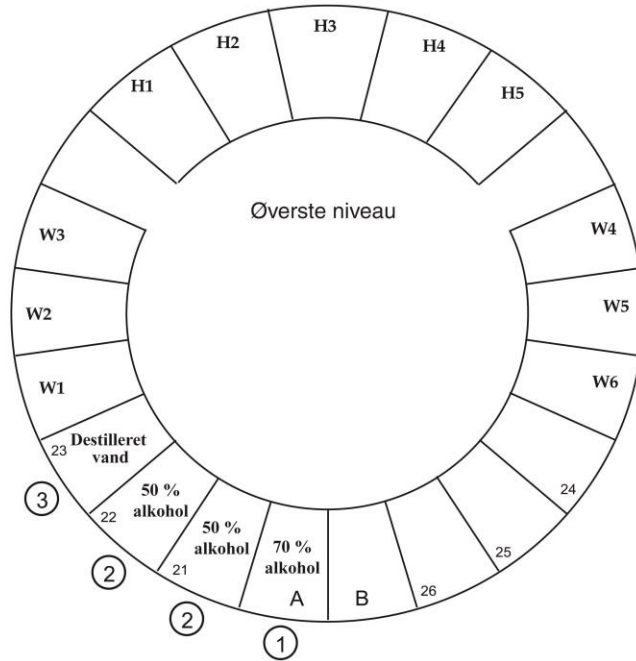 H1
H2
H3
H4
H5
Øverste niveau
W3
W4
W2
W5
W1
W6
23
Destilleret
vand
3
22
50 %
alkohol
2
21
50 %
alkohol
2
70 %
alkohol
A
1
B
26
25
24